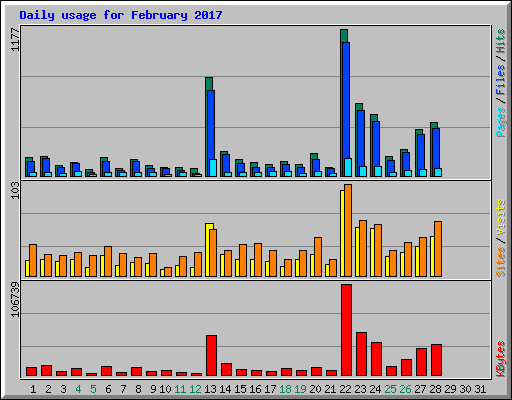 Daily usage for February 2017
1177
Pages / Files / Hits
103
Sites / Visits
106739
KBytes
1 2 3 4 5 6 7 8 9 10 11 12 13 14 15 16 17 18 19 20 21 22 23 24 25 26 27 28 29 30 31